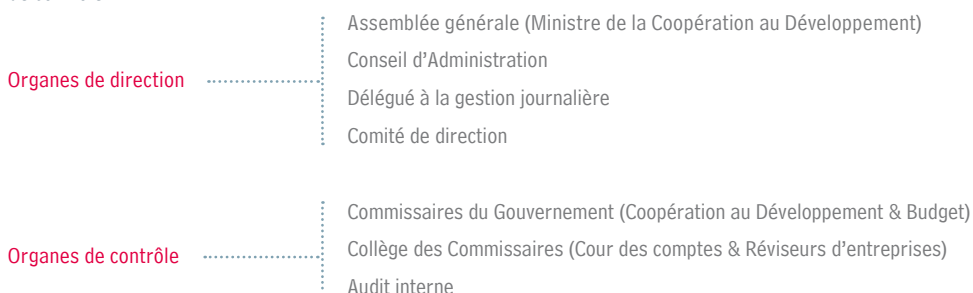 Organes de direction
Assemblée générale (Ministre de la Coopération au Développement)
Conseil d’Administration
Délégué à la gestion journalière
Comité de direction
Organes de contrôle
Commissaires du Gouvernement (Coopération au Développement & Budget)
Collège des Commissaires (Cour des comptes & Réviseurs d’entreprises)
Audit interne